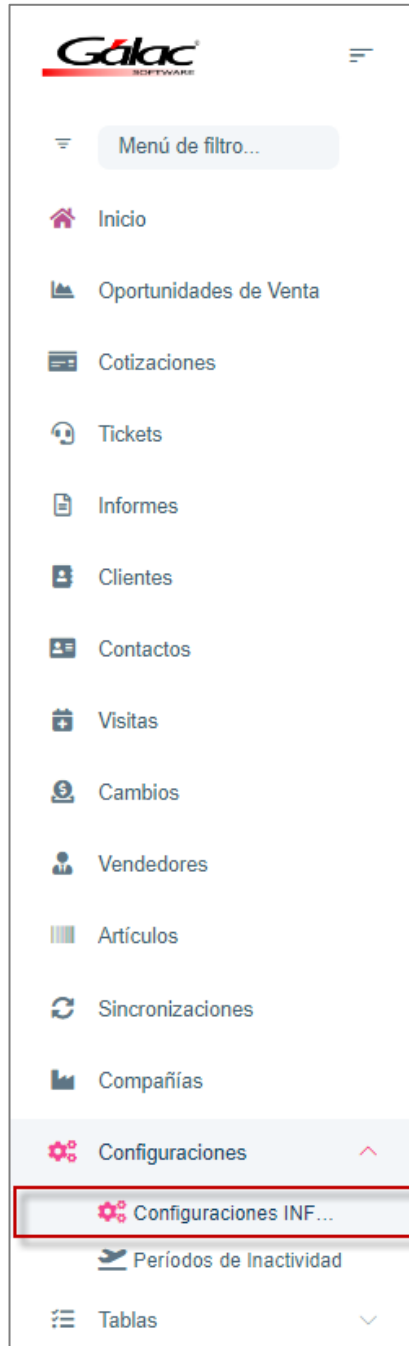 Gálac
SOFTWARE
Menú de filtro...
Inicio
Oportunidades de Venta
Cotizaciones
Tickets
Informes
Clientes
Contactos
Visitas
Cambios
Vendedores
Artículos
Sincronizaciones
Compañías
Configuraciones
Configuraciones INF...
Períodos de Inactividad
Tablas